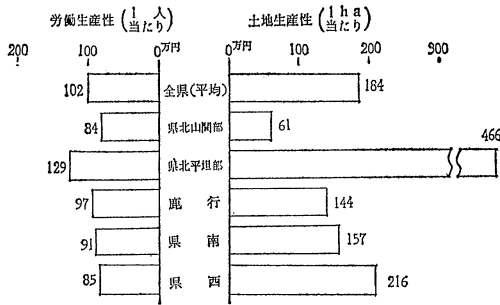 労働生産性(1人当たり) 土地生産性(1ha当たり)
200 100 0万円 0万円 100 200 500
102 全県(平均) 184
84 県北山間部 61
129 県北平坦部 466
97 鹿行 144
91 県南 157
85 県西 216